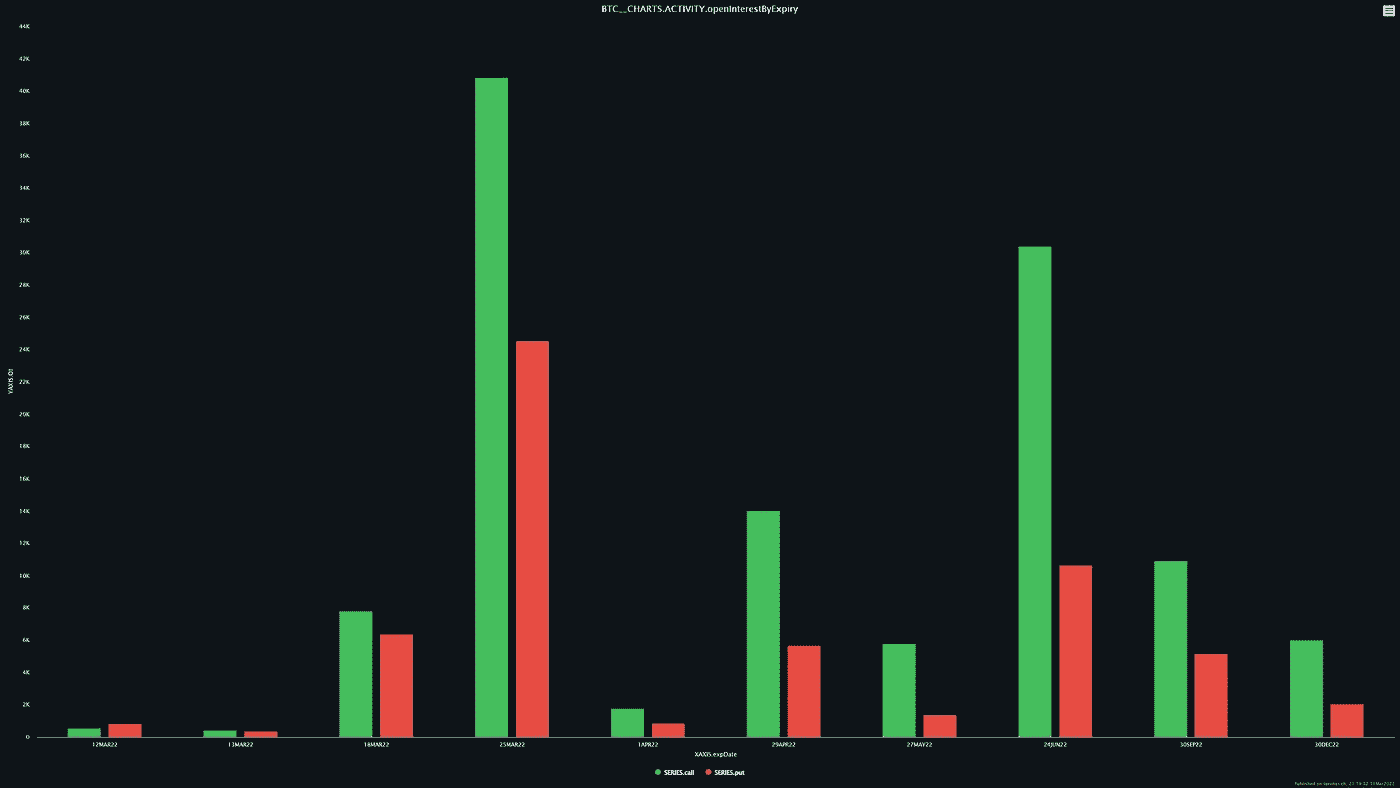 BTC__CHARTS.ACTIVITY.openInterestByExpiry
44K
42K
40K
38K
36K
34K
32K
30K
28K
26K
24K
22K
20K
18K
16K
14K
12K
10K
8K
6K
4K
2K
0
YAXIS.OI
12MAR22
13MAR22
18MAR22
25MAR22
1APR22
29APR22
27MAY22
24JUN22
30SEP22
30DEC22
XAXIS.expDate
SERIES.call
SERIES.put